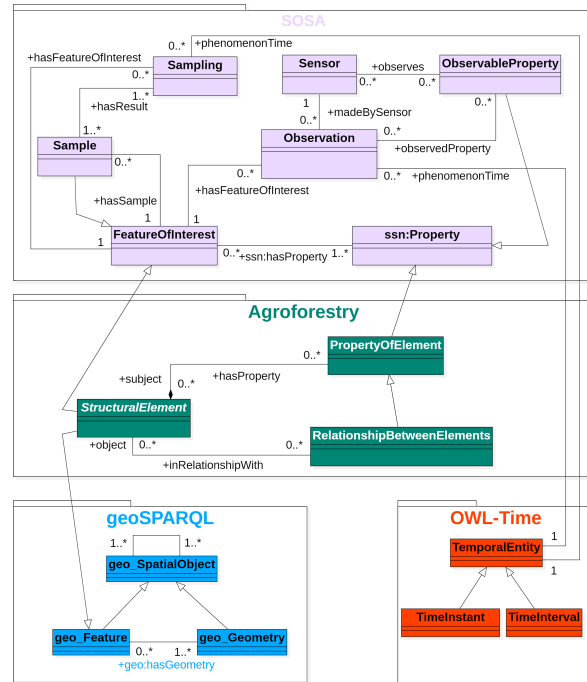 SOSA
+hasFeatureOfInterest
0..*
+phenomenonTime
0..*
Sampling
1..*
+hasResult
1..*
Sample
0..*
+hasSample
1
1
1
Sensor
+observes
0..*
0..*
ObservableProperty
0..*
1
+madeBySensor
0..*
Observation
0..*
+observedProperty
0..*
+hasFeatureOfInterest
0..*
+phenomenonTime
FeatureOfInterest
0..*
+ssn:hasProperty
1..*
ssn:Property
Agroforestry
PropertyOfElement
0..*
+subject
0..*
+hasProperty
StructuralElement
+object
0..*
0..*
RelationshipBetweenElements
+inRelationshipWith
geoSPARQL
1..*
1..*
geo_SpatialObject
geo_Feature
geo_Geometry
0..*
1..*
+geo:hasGeometry
OWL-Time
1
TemporalEntity
1
TimeInstant
TimeInterval